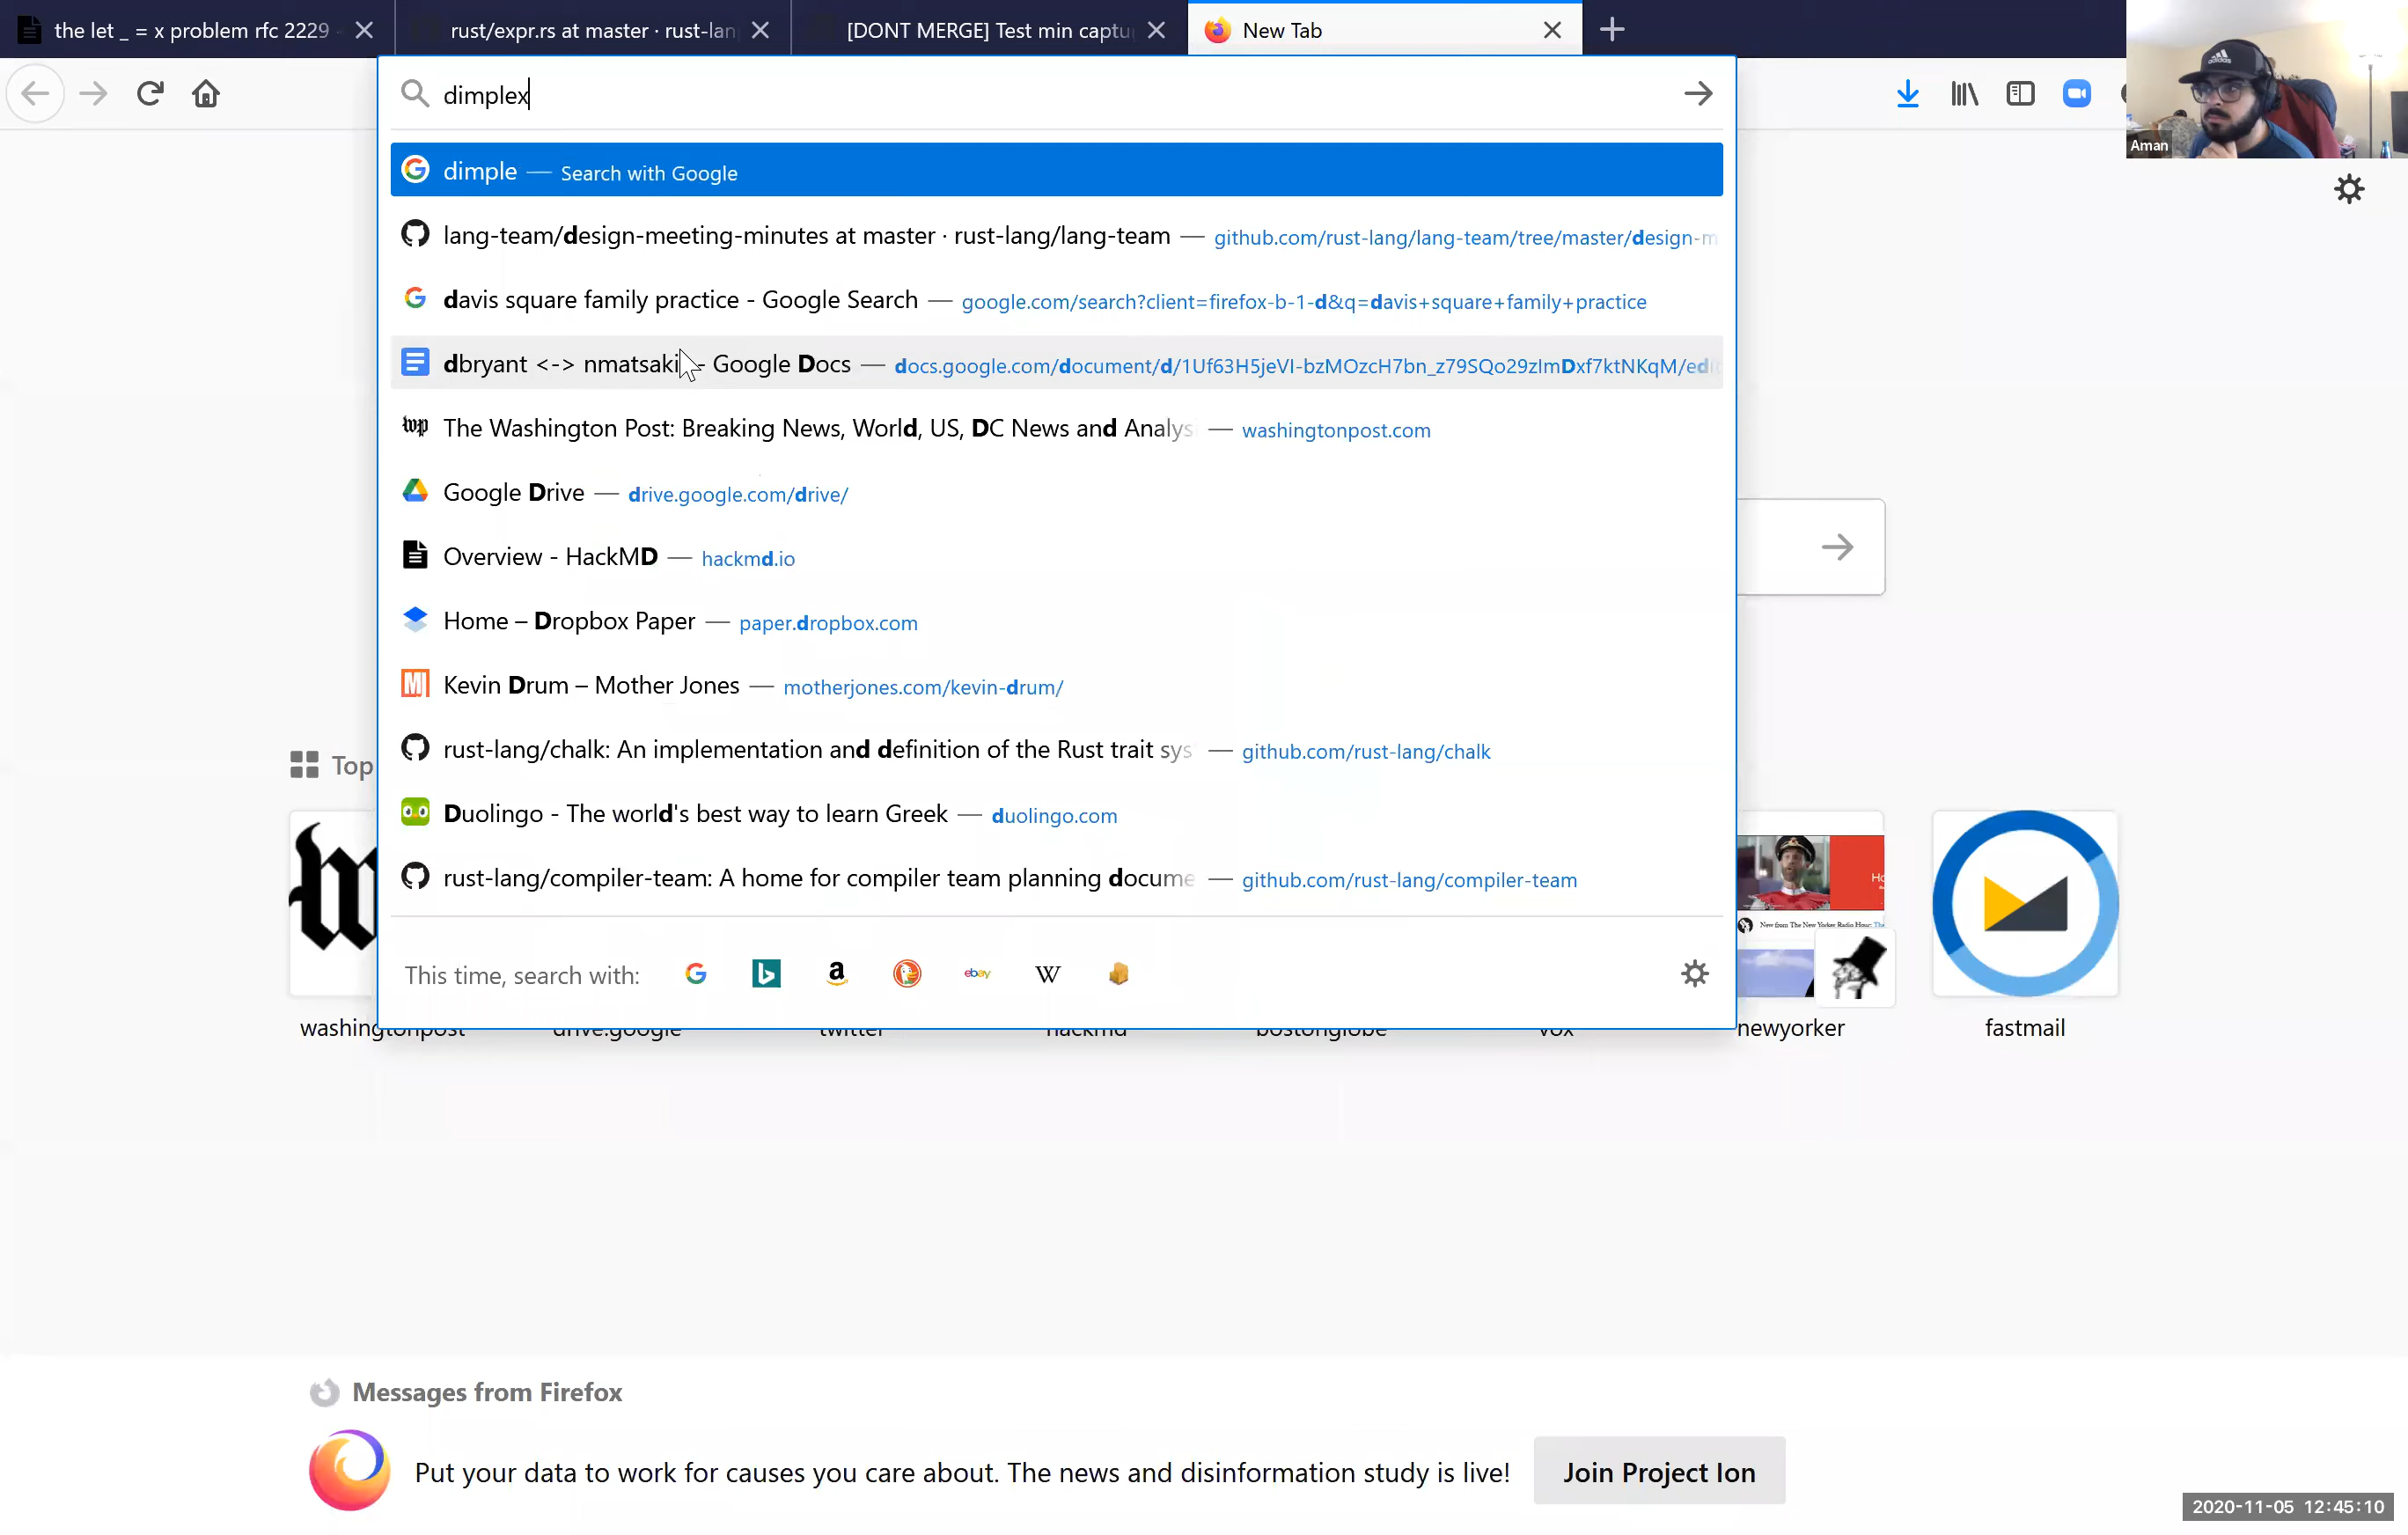 the let _ = x problem rfc 2229
rust/expr.rs at master · rust-lan
[DONT MERGE] Test min captu
New Tab
dimplex
Aman
dimple — Search with Google
lang-team/design-meeting-minutes at master · rust-lang/lang-team — github.com/rust-lang/lang-team/tree/master/design-m
davis square family practice - Google Search — google.com/search?client=firefox-b-1-d&q=davis+square+family+practice
dbryant <-> nmatsaki - Google Docs — docs.google.com/document/d/1Uf63H5jeVI-bzMOzcH7bn_z79SQo29zImDxf7ktNKqM/edi
The Washington Post: Breaking News, World, US, DC News and Analys — washingtonpost.com
Google Drive — drive.google.com/drive/
Overview - HackMD — hackmd.io
Home – Dropbox Paper — paper.dropbox.com
Kevin Drum – Mother Jones — motherjones.com/kevin-drum/
rust-lang/chalk: An implementation and definition of the Rust trait sys — github.com/rust-lang/chalk
Top
Duolingo - The world's best way to learn Greek — duolingo.com
rust-lang/compiler-team: A home for compiler team planning docume — github.com/rust-lang/compiler-team
This time, search with:
washingtonpost drive.google twitter hackmd bostonglobe vox newyorker fastmail
Messages from Firefox
Put your data to work for causes you care about. The news and disinformation study is live! Join Project Ion
2020-11-05 12:45:10